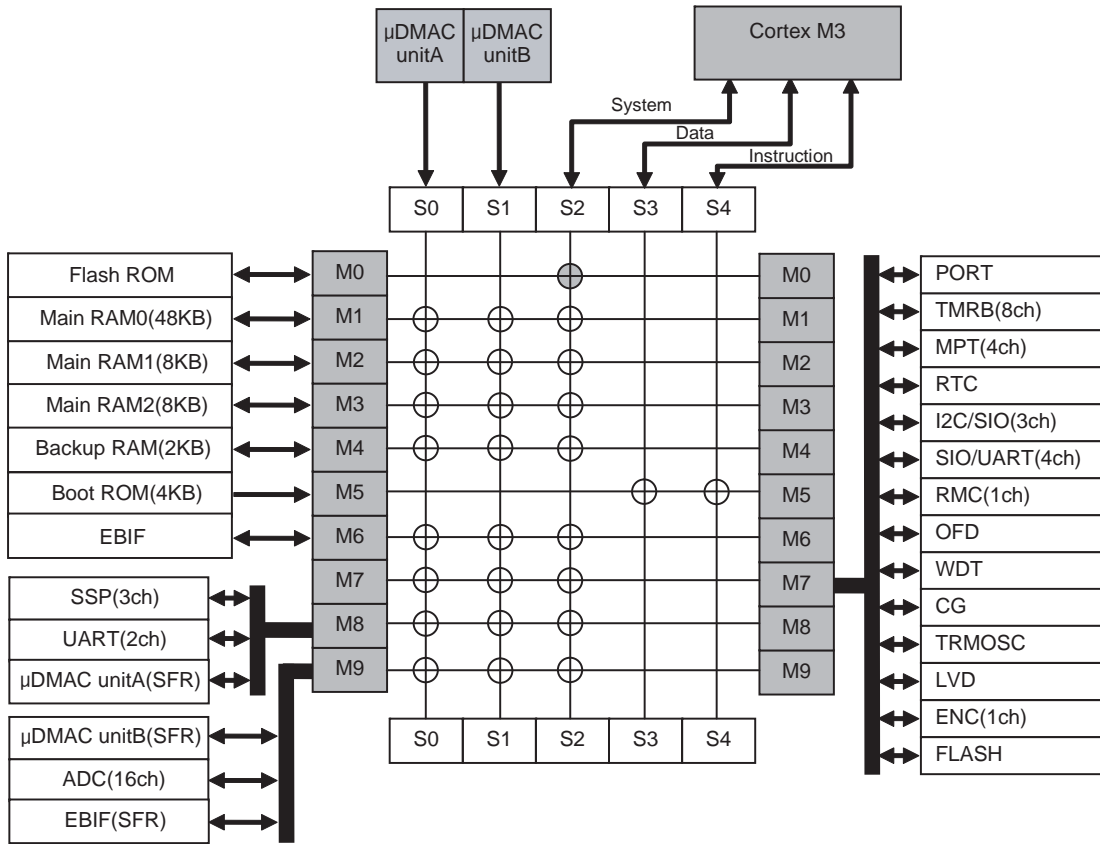 µDMAC
unitA
µDMAC
unitB
Cortex M3
System
Data
Instruction
S0 S1 S2 S3 S4
Flash ROM
Main RAM0(48KB)
Main RAM1(8KB)
Main RAM2(8KB)
Backup RAM(2KB)
Boot ROM(4KB)
EBIF
SSP(3ch)
UART(2ch)
µDMAC unitA(SFR)
µDMAC unitB(SFR)
ADC(16ch)
EBIF(SFR)
M0
M1
M2
M3
M4
M5
M6
M7
M8
M9
M0
M1
M2
M3
M4
M5
M6
M7
M8
M9
PORT
TMRB(8ch)
MPT(4ch)
RTC
I2C/SIO(3ch)
SIO/UART(4ch)
RMC(1ch)
OFD
WDT
CG
TRMOSC
LVD
ENC(1ch)
FLASH
S0 S1 S2 S3 S4